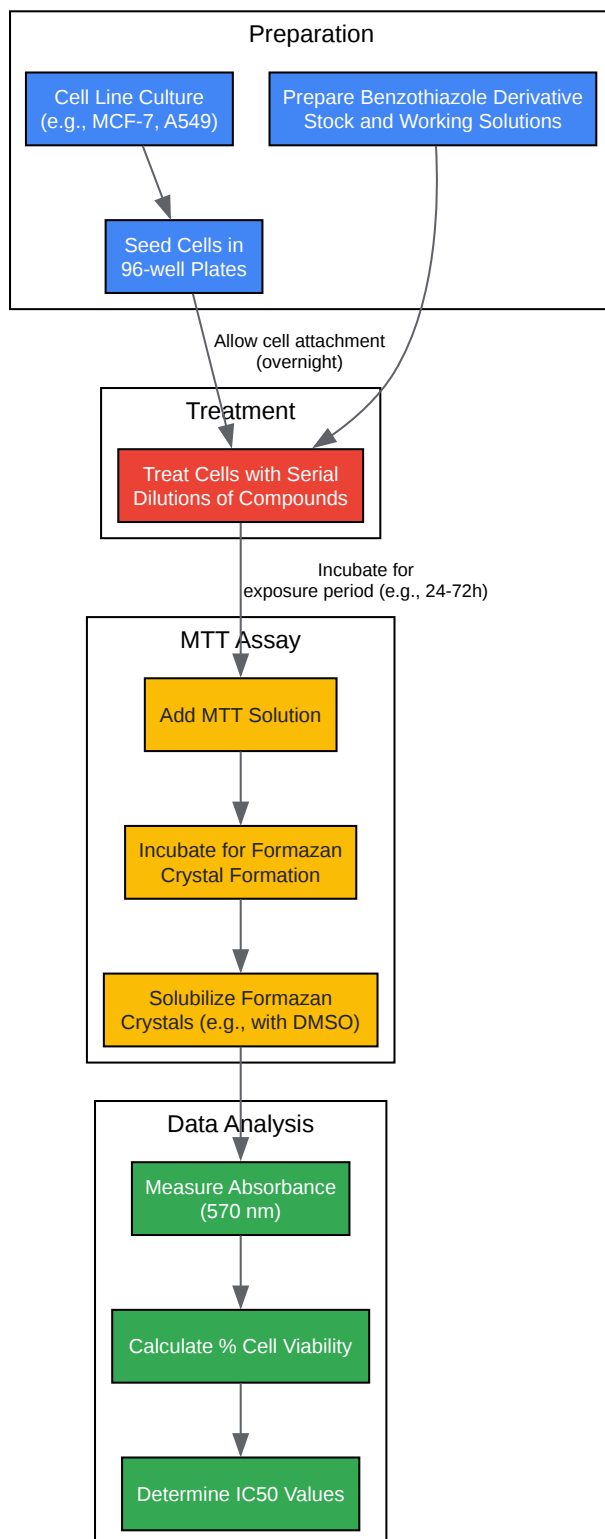 Preparation
Cell Line Culture
(e.g., MCF-7, A549)
Prepare Benzothiazole Derivative
Stock and Working Solutions
Seed Cells in
96-well Plates
Allow cell attachment
(overnight)
Treatment
Treat Cells with Serial
Dilutions of Compounds
Incubate for
exposure period (e.g., 24-72h)
MTT Assay
Add MTT Solution
Incubate for Formazan
Crystal Formation
Solubilize Formazan
Crystals (e.g., with DMSO)
Data Analysis
Measure Absorbance
(570 nm)
Calculate % Cell Viability
Determine IC50 Values